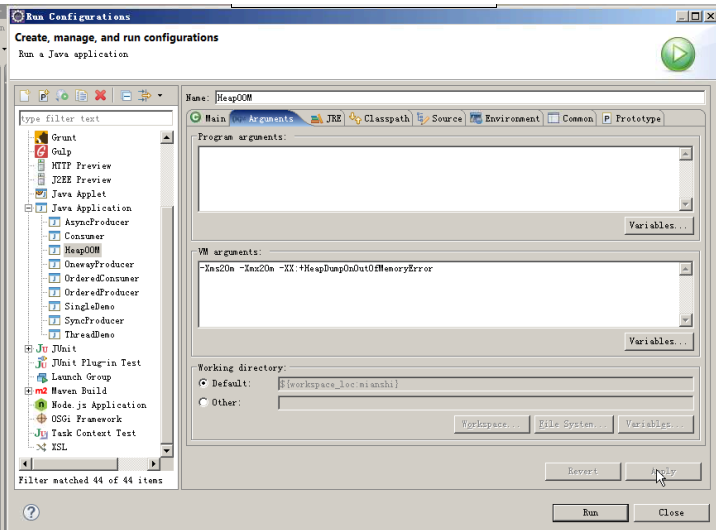 Run Configurations
Create, manage, and run configurations
Run a Java application
type filter text
Grunt
Gulp
HTTP Preview
J2EE Preview
Java Applet
Java Application
AsyncProducer
Consumer
HeapOOM
OnewayProducer
OrderedConsumer
OrderedProducer
SingleDemo
SyncProducer
ThreadDemo
Ju JUnit
JUnit Plug-in Test
Launch Group
m2 Maven Build
Node.js Application
OSGi Framework
Ju Task Context Test
XSL
Filter matched 44 of 44 items
Name: HeapOOM
Main Arguments JRE Classpath Source Environment Common Prototype
Program arguments:
Variables...
VM arguments:
-Xms20m -Xmx20m -XX:+HeapDumpOnOutOfMemoryError
Variables...
Working directory:
Default: ${workspace_loc:mianshi}
Other:
Workspace... File System... Variables...
Revert Apply
Run Close